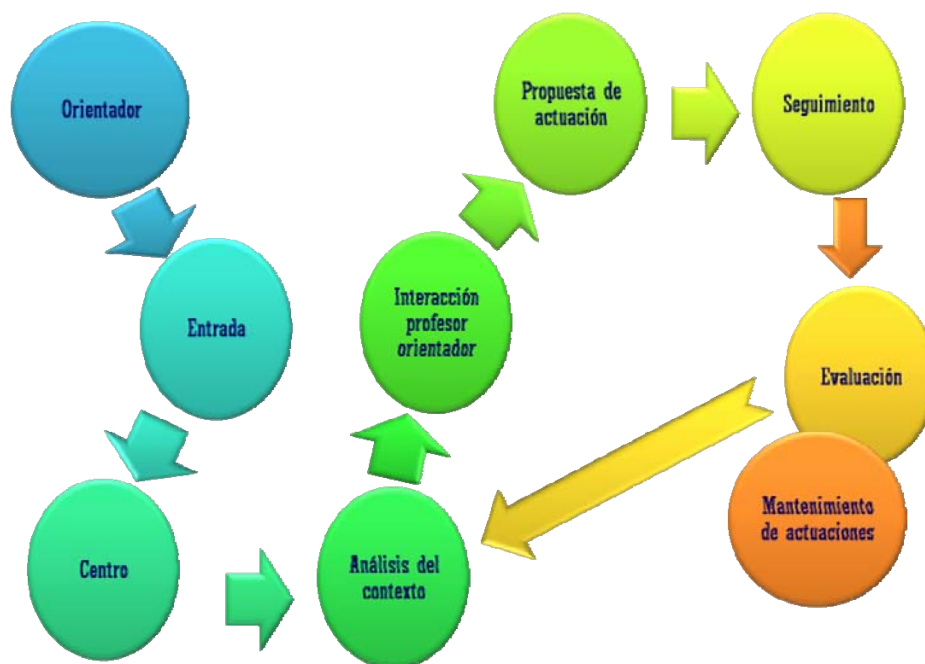 Orientador
Entrada
Centro
Análisis del
contexto
Interacción
profesor
orientador
Propuesta de
actuación
Seguimiento
Evaluación
Mantenimiento
de actuaciones